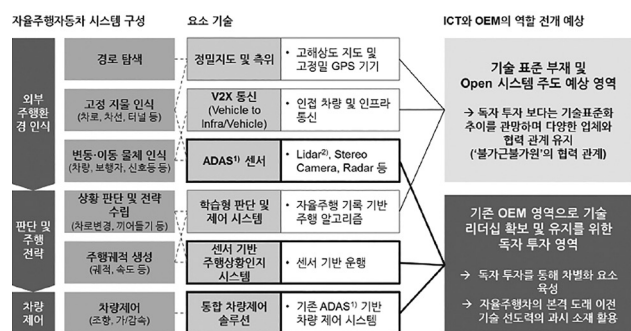 자율주행자동차 시스템 구성
요소 기술
ICT와 OEM의 역할 전개 예상
외부
주행환
경 인식
경로 탐색
고정 지물 인식
(차로, 차선, 터널 등)
변동·이동 물체 인식
(차량, 보행자, 신호등 등)
판단 및
주행
전략
상황 판단 및 전략
수립
(차로변경, 끼어들기 등)
주행궤적 생성
(궤적, 속도 등)
차량
제어
차량제어
(조향, 가/감속)
정밀지도 및 측위
• 고해상도 지도 및
고정밀 GPS 기기
V2X 통신
(Vehicle to
Infra/Vehicle)
• 인접 차량 및 인프라
통신
ADAS1) 센서
• Lidar2), Stereo
Camera, Radar 등
학습형 판단 및
제어 시스템
• 자율주행 기록 기반
주행 알고리즘
센서 기반
주행상황인지
시스템
• 센서 기반 운행
통합 차량제어
솔루션
• 기존 ADAS1) 기반
차량 제어 시스템
기술 표준 부재 및
Open 시스템 주도 예상 영역
→ 독자 투자 보다는 기술표준화
추이를 관망하며 다양한 업체와
협력 관계 유지
('불가근불가원'의 협력 관계)
기존 OEM 영역으로 기술
리더십 확보 및 유지를 위한
독자 투자 영역
→ 독자 투자를 통해 차별화 요소
육성
→ 자율주행차의 본격 도래 이전
기술 선도력의 과시 소재 활용